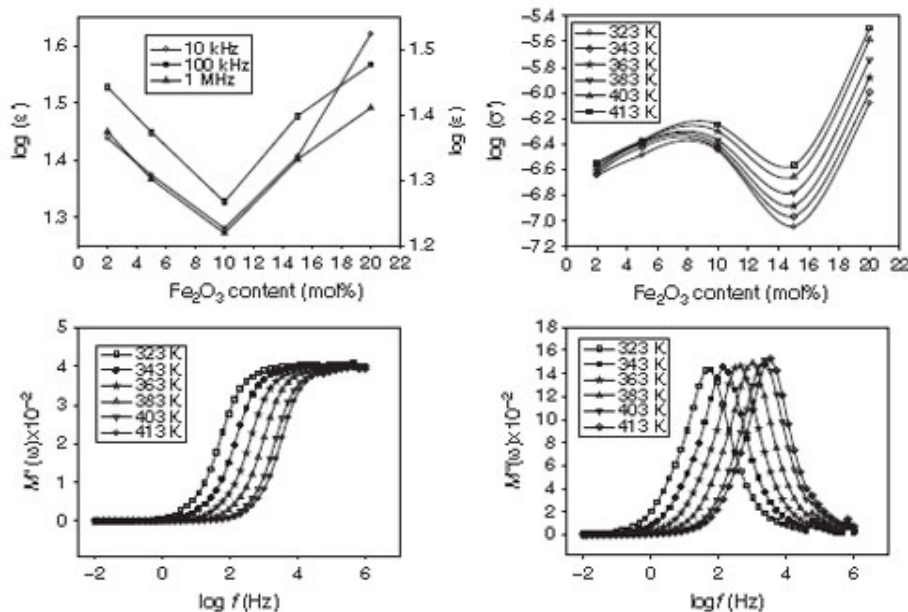 1.6
1.5
1.4
1.3
log (ε′)
10 kHz
100 kHz
1 MHz
1.5
1.4
1.3
1.2
log (ε′)
0 2 4 6 8 10 12 14 16 18 20 22
Fe₂O₃ content (mol%)
−5.4
−5.6
−5.8
−6.0
−6.2
−6.4
−6.6
−6.8
−7.0
−7.2
log (σ′)
323 K
343 K
363 K
383 K
403 K
413 K
0 2 4 6 8 10 12 14 16 18 20 22
Fe₂O₃ content (mol%)
5
4
3
2
1
0
M″(ω)×10⁻²
323 K
343 K
363 K
383 K
403 K
413 K
−2 0 2 4 6
log f (Hz)
18
16
14
12
10
8
6
4
2
0
M″(ω)×10⁻²
323 K
343 K
363 K
383 K
403 K
413 K
−2 0 2 4 6
logf (Hz)